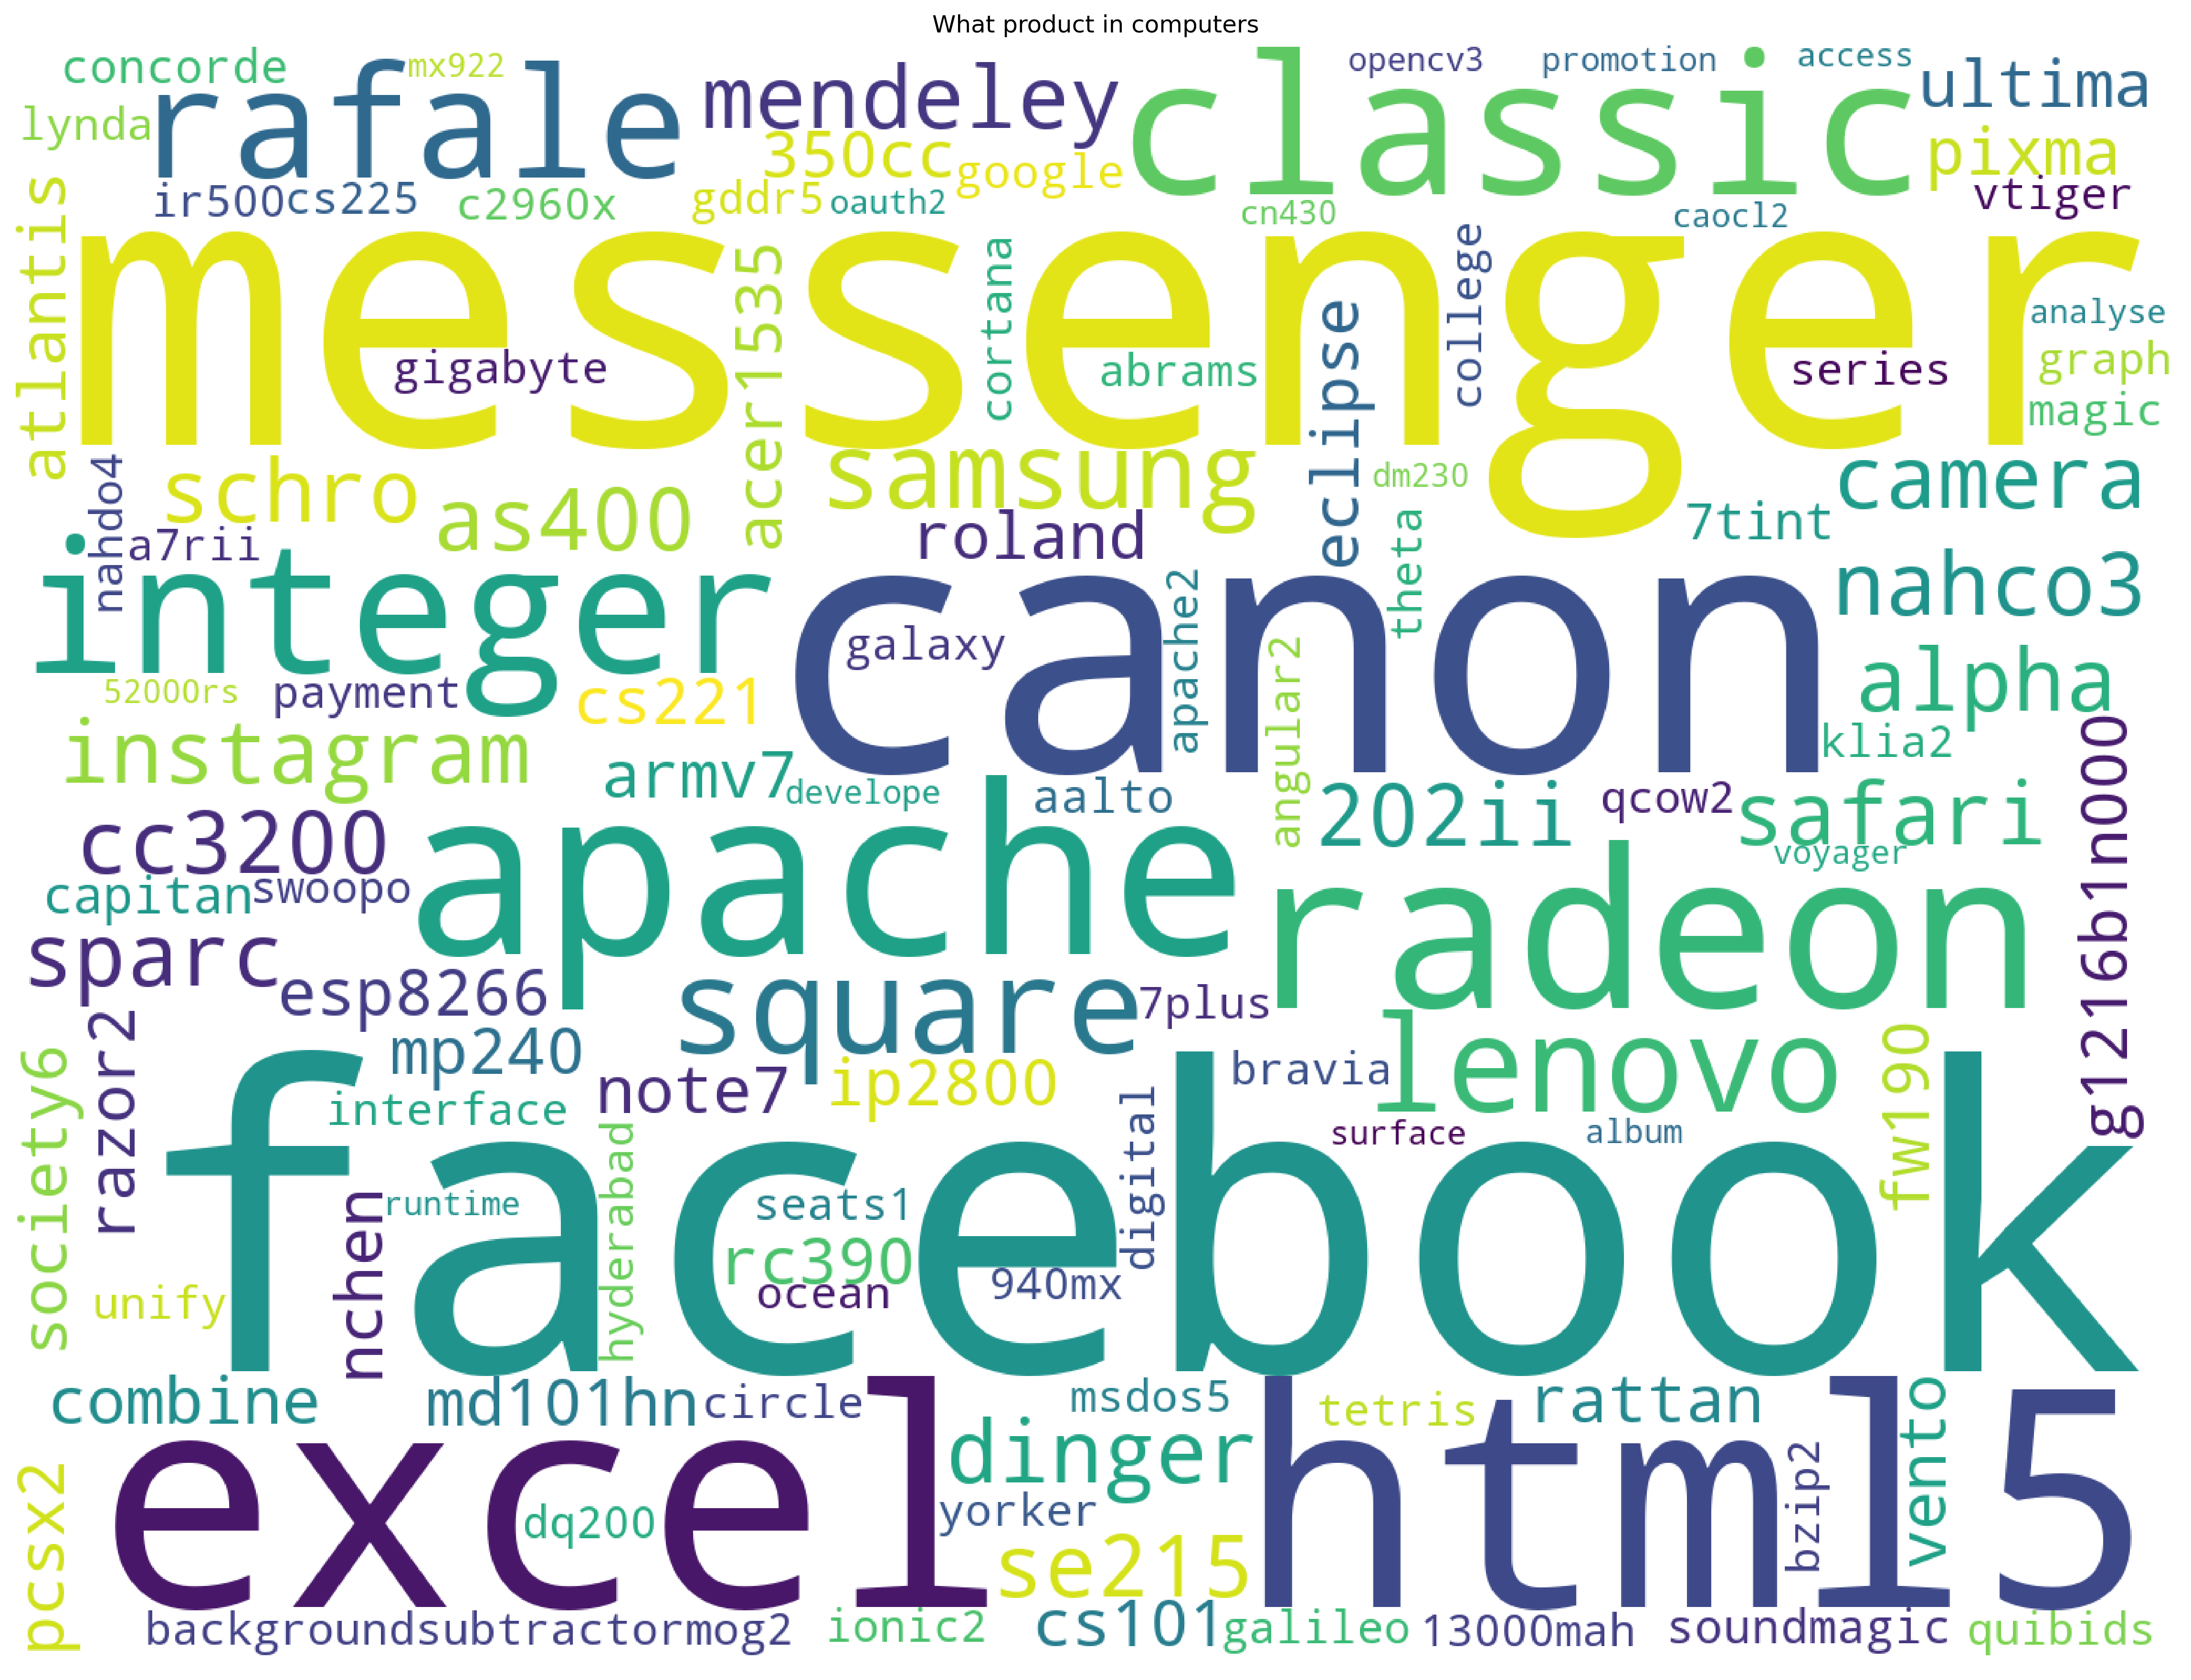 What product in computers
concorde
mx922
rafale
mendeley
classic
opencv3
promotion
access
ultima
lynda
350cc
google
pixma
ir500
cs225
c2960x
gddr5
oauth2
cn430
caocl2
vtiger
atlantis
messenger
acer1535
cortana
eclipse
college
analyse
gigabyte
abrams
series
graph
magic
nahdo4
schro
as400
samsung
dm230
camera
a7rii
roland
theta
7tint
integer
canon
nahco3
galaxy
apache2
angular2
alpha
52000rs
payment
cs221
klia2
g1216b1n000
instagram
armv7
develope
aalto
202ii
qcow2
safari
cc3200
apache
voyager
capitan
swoopo
radeon
sparc
esp8266
square
7plus
lenovo
razor2
society6
mp240
note7
ip2800
bravia
fw190
interface
digital
surface
album
facebook
hyderabad
nchen
runtime
seats1
rc390
ocean
940mx
unify
combine
md101hn
circle
msdos5
tetris
rattan
vento
excel
dinger
html5
pcsx2
dq200
yorker
bzip2
se215
backgroundsubtractormog2
ionic2
cs101
galileo
13000mah
soundmagic
quibids